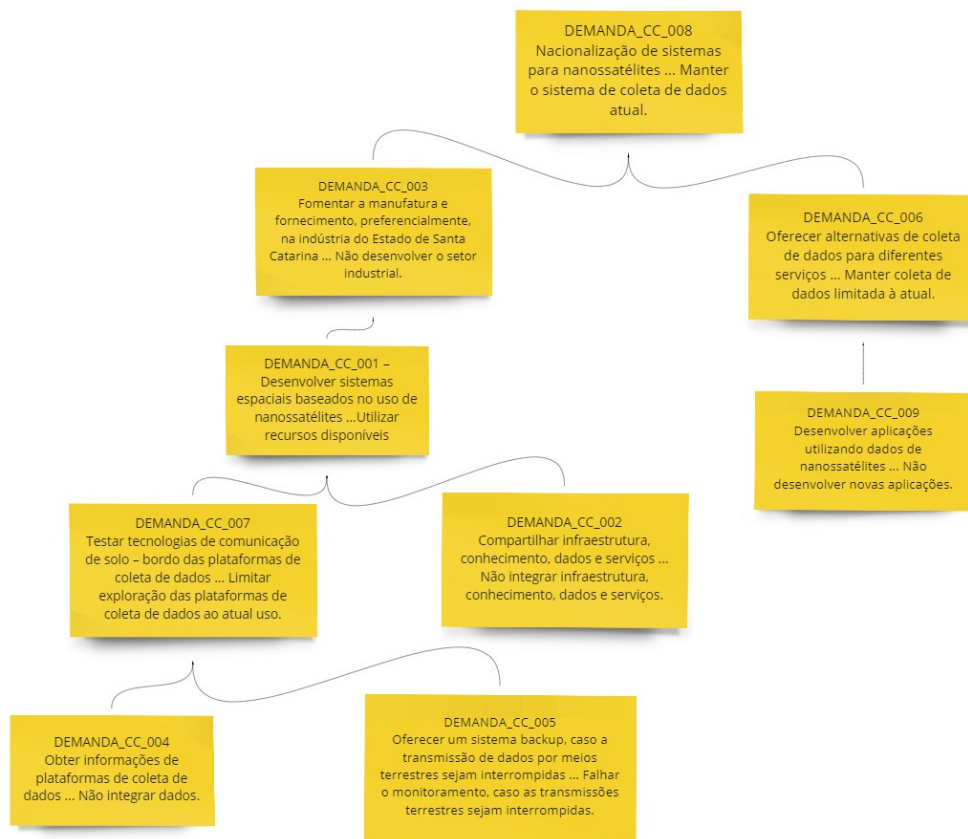 DEMANDA_CC_008
Nacionalização de sistemas
para nanossatélites ... Manter
o sistema de coleta de dados
atual.
DEMANDA_CC_003
Fomentar a manufatura e
fornecimento, preferencialmente,
na indústria do Estado de Santa
Catarina ... Não desenvolver o setor
industrial.
DEMANDA_CC_006
Oferecer alternativas de coleta
de dados para diferentes
serviços ... Manter coleta de
dados limitada à atual.
DEMANDA_CC_001 –
Desenvolver sistemas
espaciais baseados no uso de
nanossatélites ...Utilizar
recursos disponíveis
DEMANDA_CC_009
Desenvolver aplicações
utilizando dados de
nanossatélites ... Não
desenvolver novas aplicações.
DEMANDA_CC_007
Testar tecnologias de comunicação
de solo – bordo das plataformas de
coleta de dados ... Limitar
exploração das plataformas de
coleta de dados ao atual uso.
DEMANDA_CC_002
Compartilhar infraestrutura,
conhecimento, dados e serviços ...
Não integrar infraestrutura,
conhecimento, dados e serviços.
DEMANDA_CC_004
Obter informações de
plataformas de coleta de
dados ... Não integrar dados.
DEMANDA_CC_005
Oferecer um sistema backup, caso a
transmissão de dados por meios
terrestres sejam interrompidas ... Falhar
o monitoramento, caso as transmissões
terrestres sejam interrompidas.